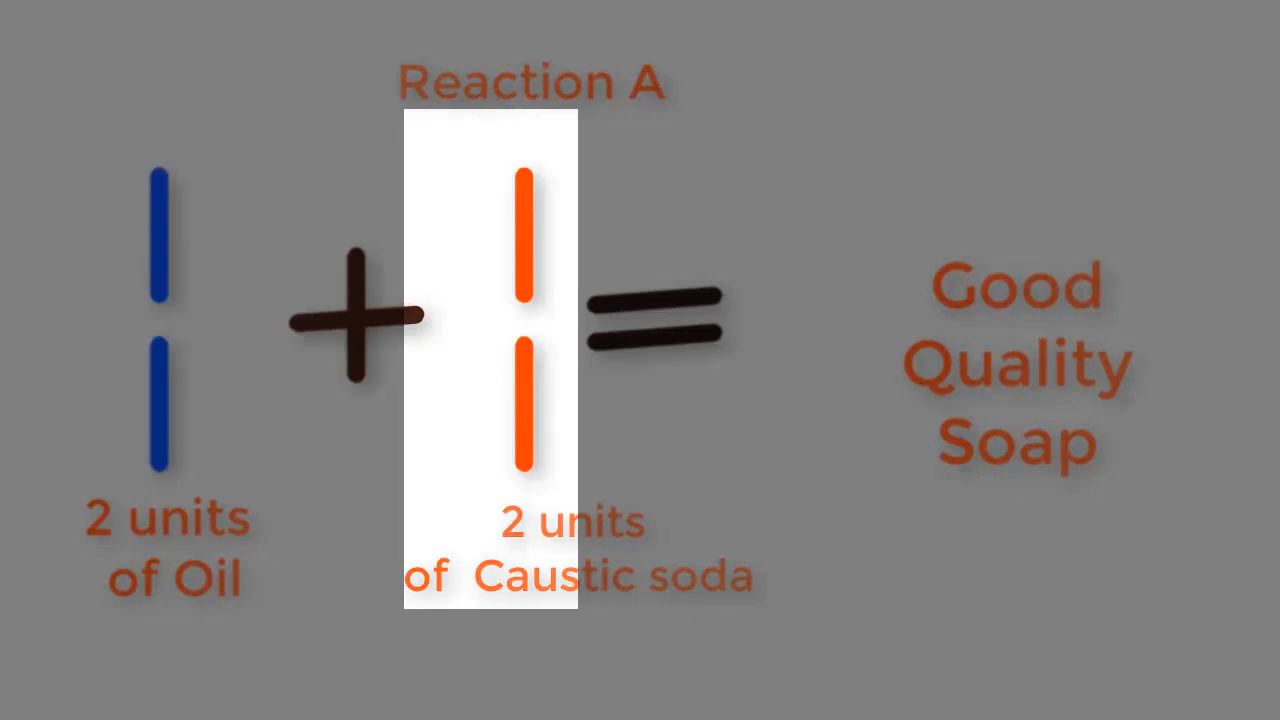 Reaction A
2 units
of Oil
2 units
of Caustic soda
Good
Quality
Soap